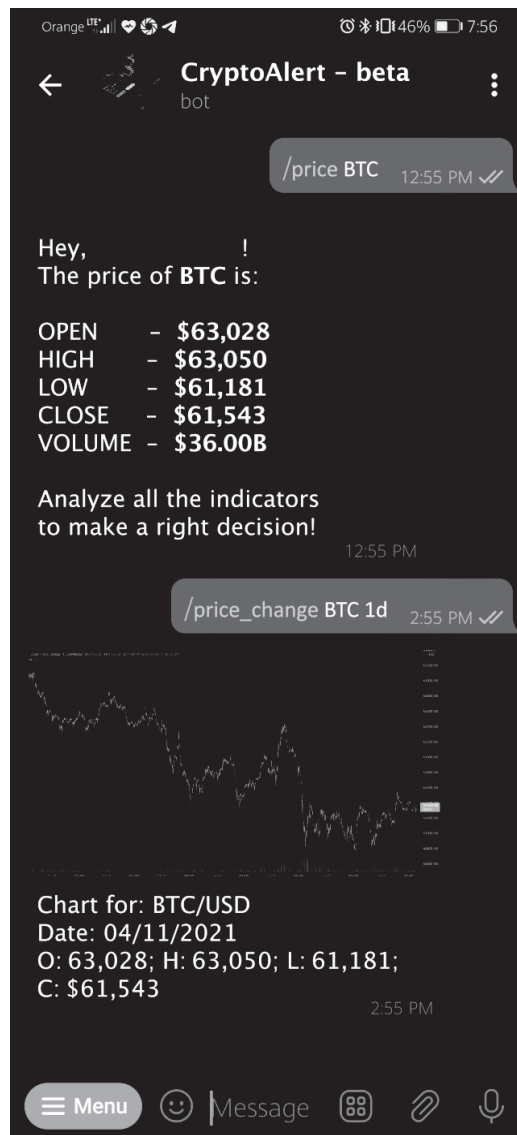 Orange LTE 46% 7:56
CryptoAlert – beta
bot
/price BTC 12:55 PM
Hey, !
The price of BTC is:
OPEN – $63,028
HIGH – $63,050
LOW – $61,181
CLOSE – $61,543
VOLUME – $36.00B
Analyze all the indicators
to make a right decision!
12:55 PM
/price_change BTC 1d 2:55 PM
Chart for: BTC/USD
Date: 04/11/2021
O: 63,028; H: 63,050; L: 61,181;
C: $61,543
2:55 PM
Menu Message